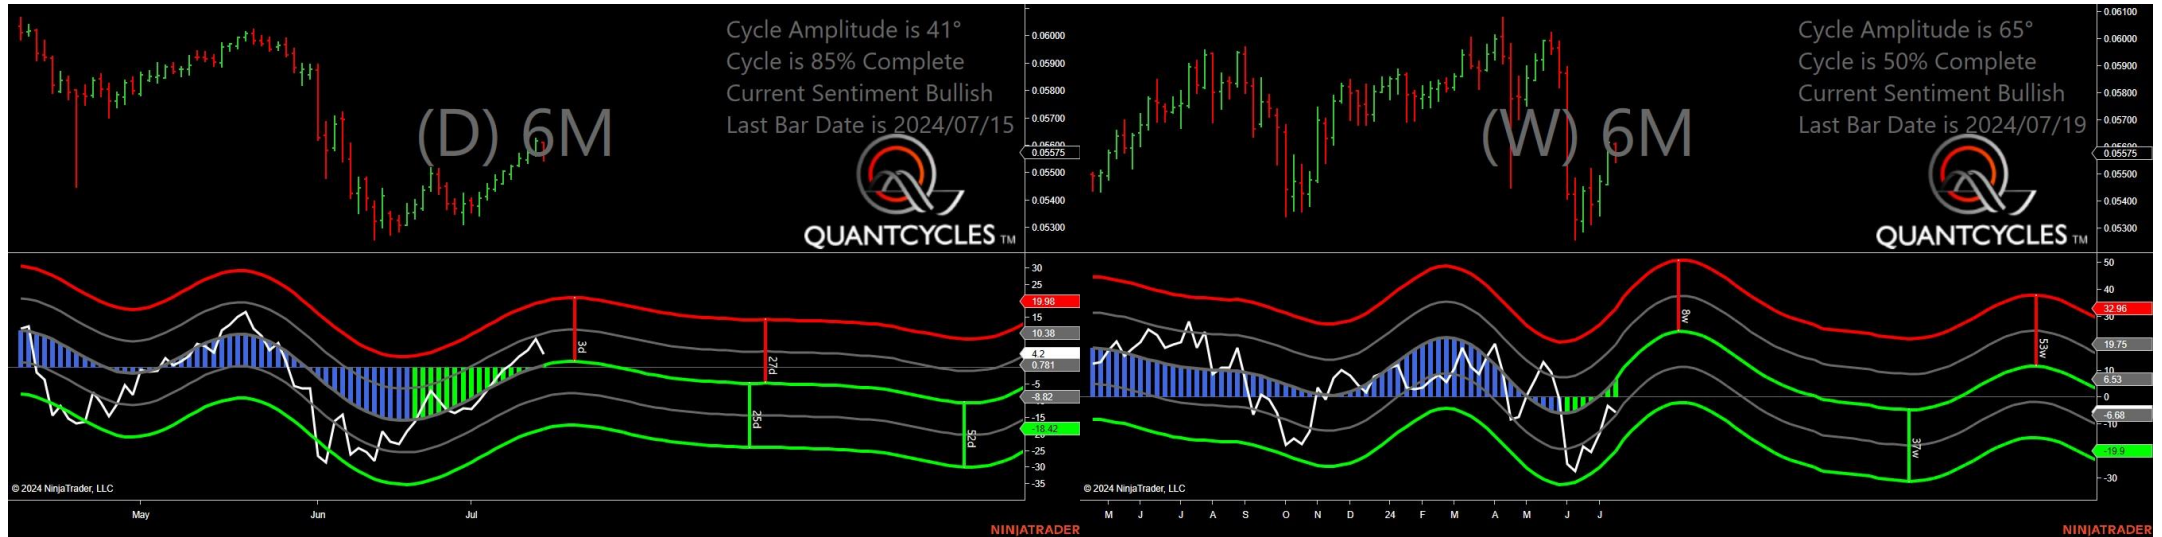 Cycle Amplitude is 41°
Cycle is 85% Complete
Current Sentiment Bullish
Last Bar Date is 2024/07/15
(D) 6M
QUANTCYCLES TM
0.06000
0.05900
0.05800
0.05700
0.05575
0.05500
0.05400
0.05300
30
25
19.98
15
10.38
4.2
0.781
-5
-8.82
-15
-18.42
-25
-30
-35
3d
27d
25d
52d
© 2024 NinjaTrader, LLC
May
Jun
Jul
NINJATRADER
Cycle Amplitude is 65°
Cycle is 50% Complete
Current Sentiment Bullish
Last Bar Date is 2024/07/19
(W) 6M
QUANTCYCLES TM
0.06100
0.06000
0.05900
0.05800
0.05700
0.05575
0.05500
0.05400
0.05300
50
40
32.96
30
19.75
10
6.53
0
-6.68
-10
-19.9
-30
8w
53w
37w
© 2024 NinjaTrader, LLC
M
J
J
A
S
O
N
D
24
F
M
A
M
J
J
NINJATRADER